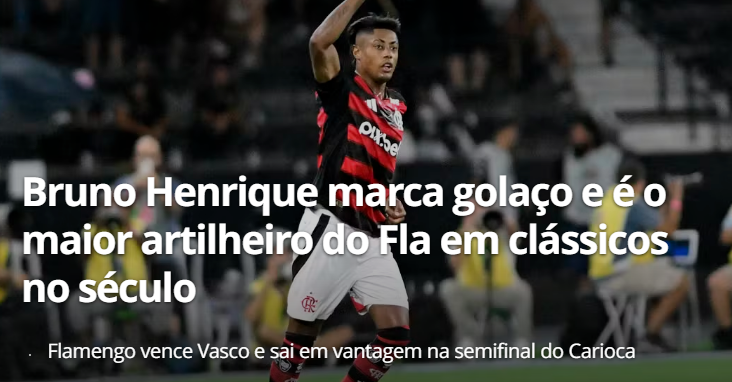 pixbet
Bruno Henrique marca golaço e é o
maior artilheiro do Fla em clássicos
no século
Flamengo vence Vasco e sai em vantagem na semifinal do Carioca